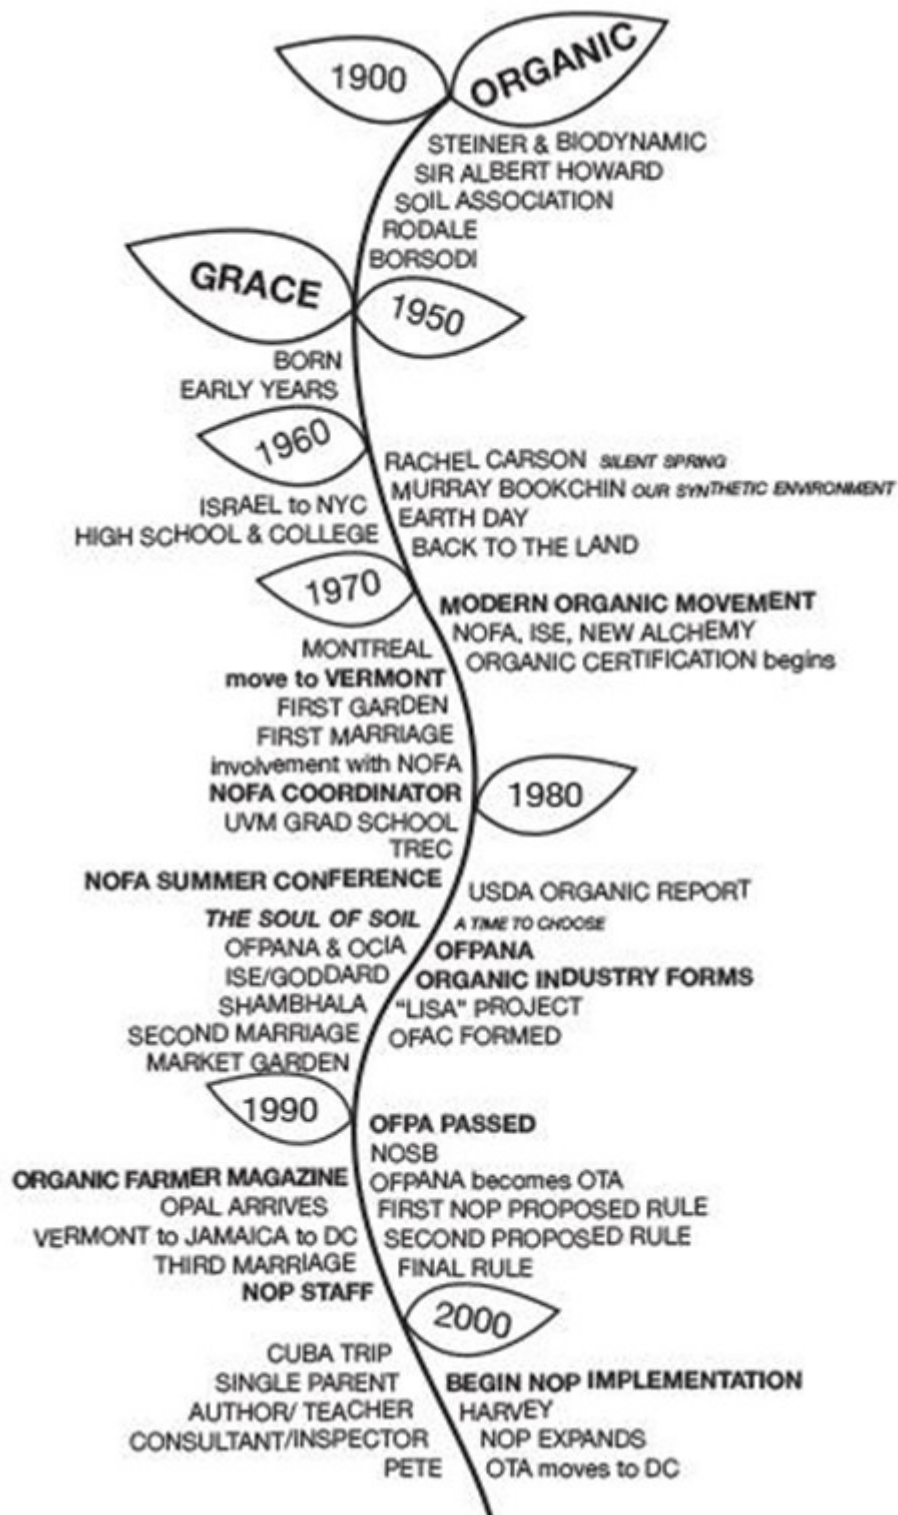 1900
ORGANIC
STEINER & BIODYNAMIC
SIR ALBERT HOWARD
SOIL ASSOCIATION
RODALE
BORSODI
GRACE
1950
BORN
EARLY YEARS
1960
RACHEL CARSON SILENT SPRING
MURRAY BOOKCHIN OUR SYNTHETIC ENVIRONMENT
ISRAEL to NYC
EARTH DAY
HIGH SCHOOL & COLLEGE
BACK TO THE LAND
1970
MODERN ORGANIC MOVEMENT
NOFA, ISE, NEW ALCHEMY
MONTREAL
ORGANIC CERTIFICATION begins
move to VERMONT
FIRST GARDEN
FIRST MARRIAGE
involvement with NOFA
NOFA COORDINATOR
1980
UVM GRAD SCHOOL
TREC
NOFA SUMMER CONFERENCE
USDA ORGANIC REPORT
THE SOUL OF SOIL
A TIME TO CHOOSE
OFPANA & OCIA
OFPANA
ISE/GODDARD
ORGANIC INDUSTRY FORMS
SHAMBHALA
"LISA" PROJECT
SECOND MARRIAGE
OFAC FORMED
MARKET GARDEN
1990
OFPA PASSED
NOSB
ORGANIC FARMER MAGAZINE
OFPANA becomes OTA
OPAL ARRIVES
FIRST NOP PROPOSED RULE
VERMONT to JAMAICA to DC
SECOND PROPOSED RULE
THIRD MARRIAGE
FINAL RULE
NOP STAFF
2000
CUBA TRIP
SINGLE PARENT
BEGIN NOP IMPLEMENTATION
AUTHOR/ TEACHER
HARVEY
CONSULTANT/INSPECTOR
NOP EXPANDS
PETE
OTA moves to DC